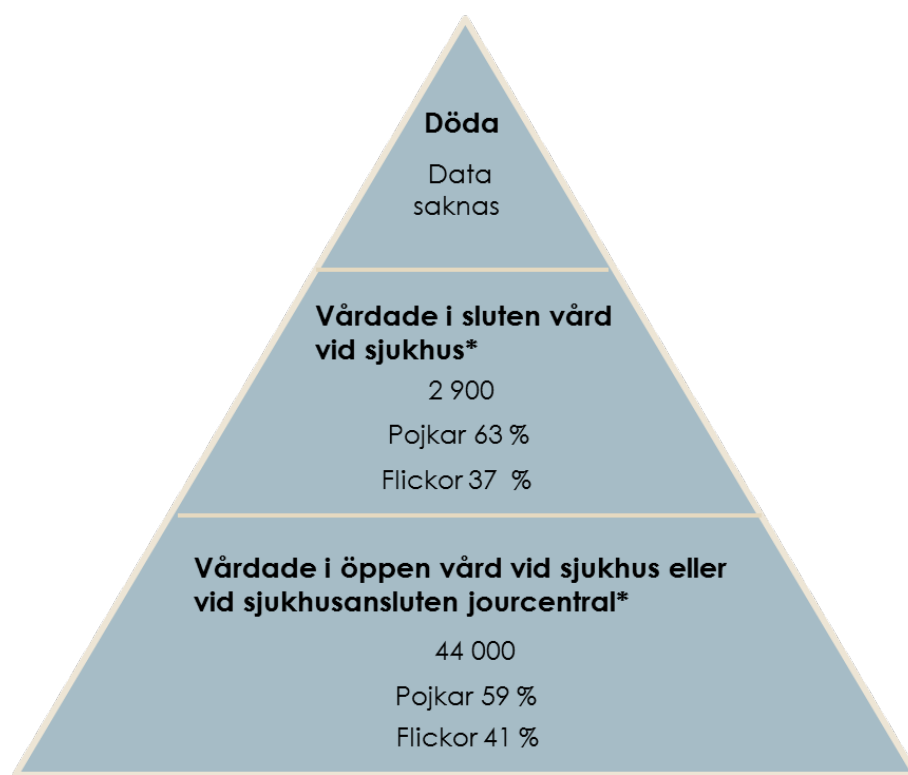 Döda
Data
saknas
Vårdade i sluten vård
vid sjukhus*
2 900
Pojkar 63 %
Flickor 37 %
Vårdade i öppen vård vid sjukhus eller
vid sjukhusansluten jourcentral*
44 000
Pojkar 59 %
Flickor 41 %